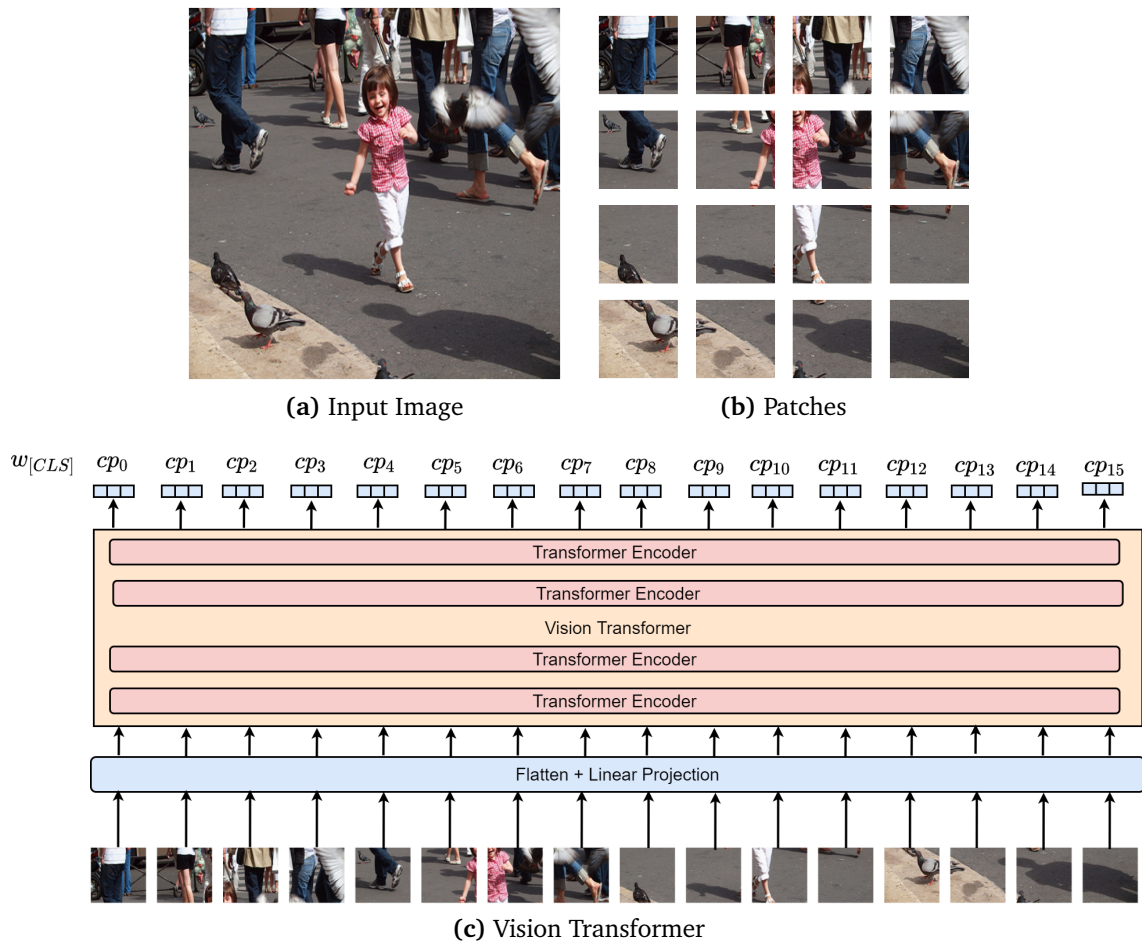 (a) Input Image
(b) Patches
w[CLS] cp0 cp1 cp2 cp3 cp4 cp5 cp6 cp7 cp8 cp9 cp10 cp11 cp12 cp13 cp14 cp15
Transformer Encoder
Transformer Encoder
Vision Transformer
Transformer Encoder
Transformer Encoder
Flatten + Linear Projection
(c) Vision Transformer